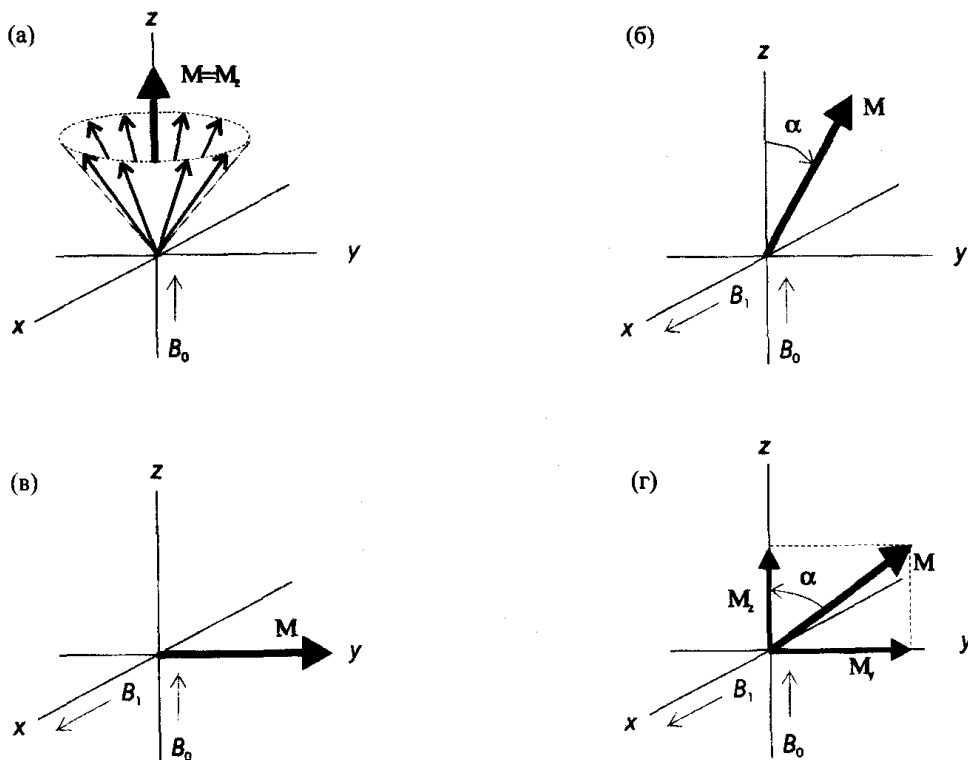 (а)
z
M=M_z
y
x
B_0
(б)
z
α
M
y
B_1
x
B_0
(в)
z
M
y
B_1
x
B_0
(г)
z
M
α
M_z
y
M_y
B_1
x
B_0